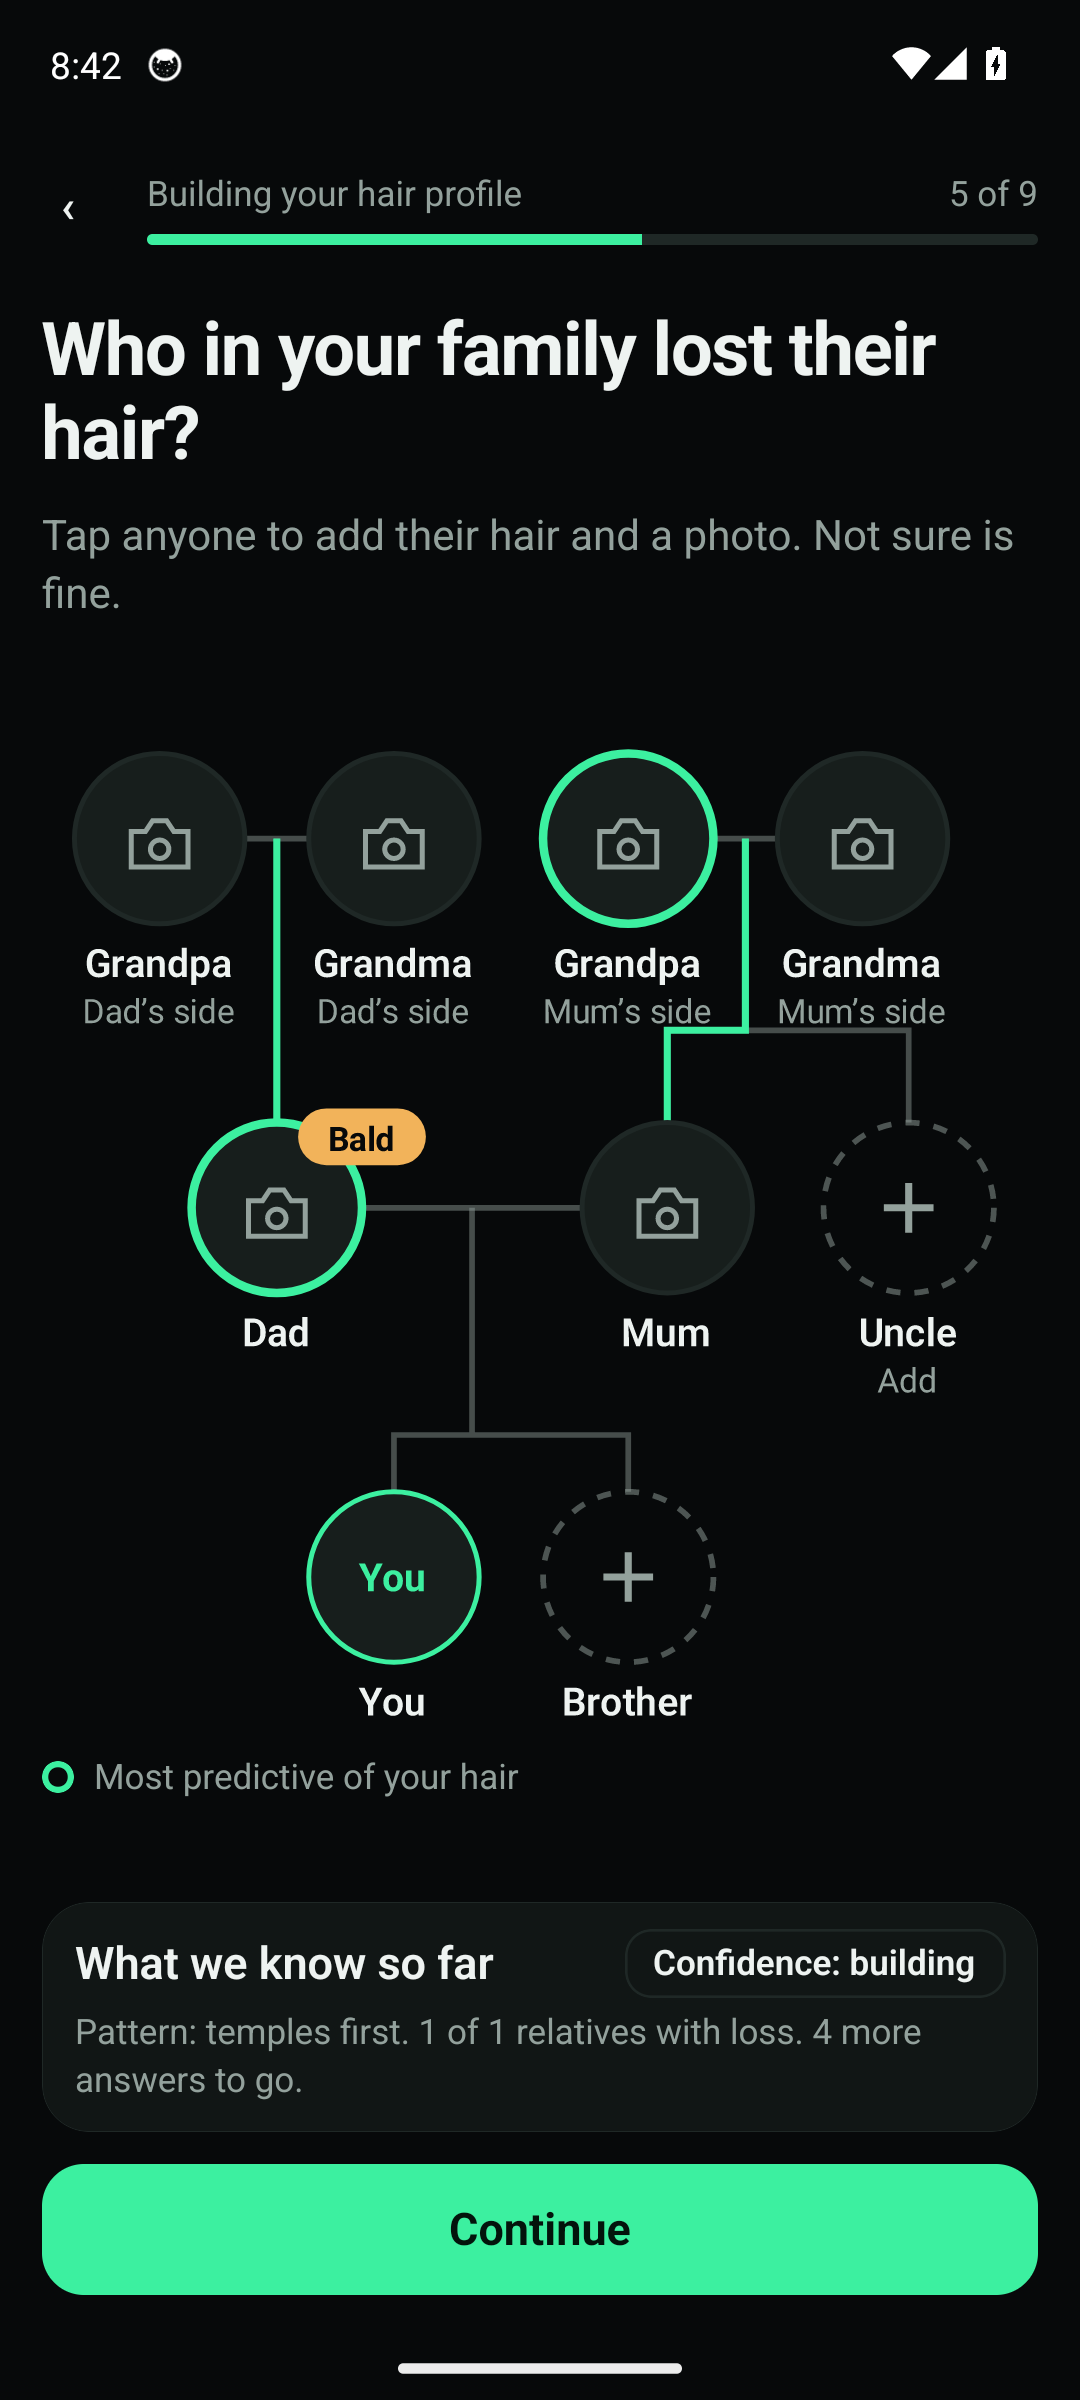 8:42
Building your hair profile
5 of 9
Who in your family lost their
hair?
Tap anyone to add their hair and a photo. Not sure is
fine.
Grandpa
Dad’s side
Grandma
Dad’s side
Grandpa
Mum’s side
Grandma
Mum’s side
Bald
Dad
Mum
Uncle
Add
You
You
Brother
Most predictive of your hair
What we know so far
Confidence: building
Pattern: temples first. 1 of 1 relatives with loss. 4 more
answers to go.
Continue